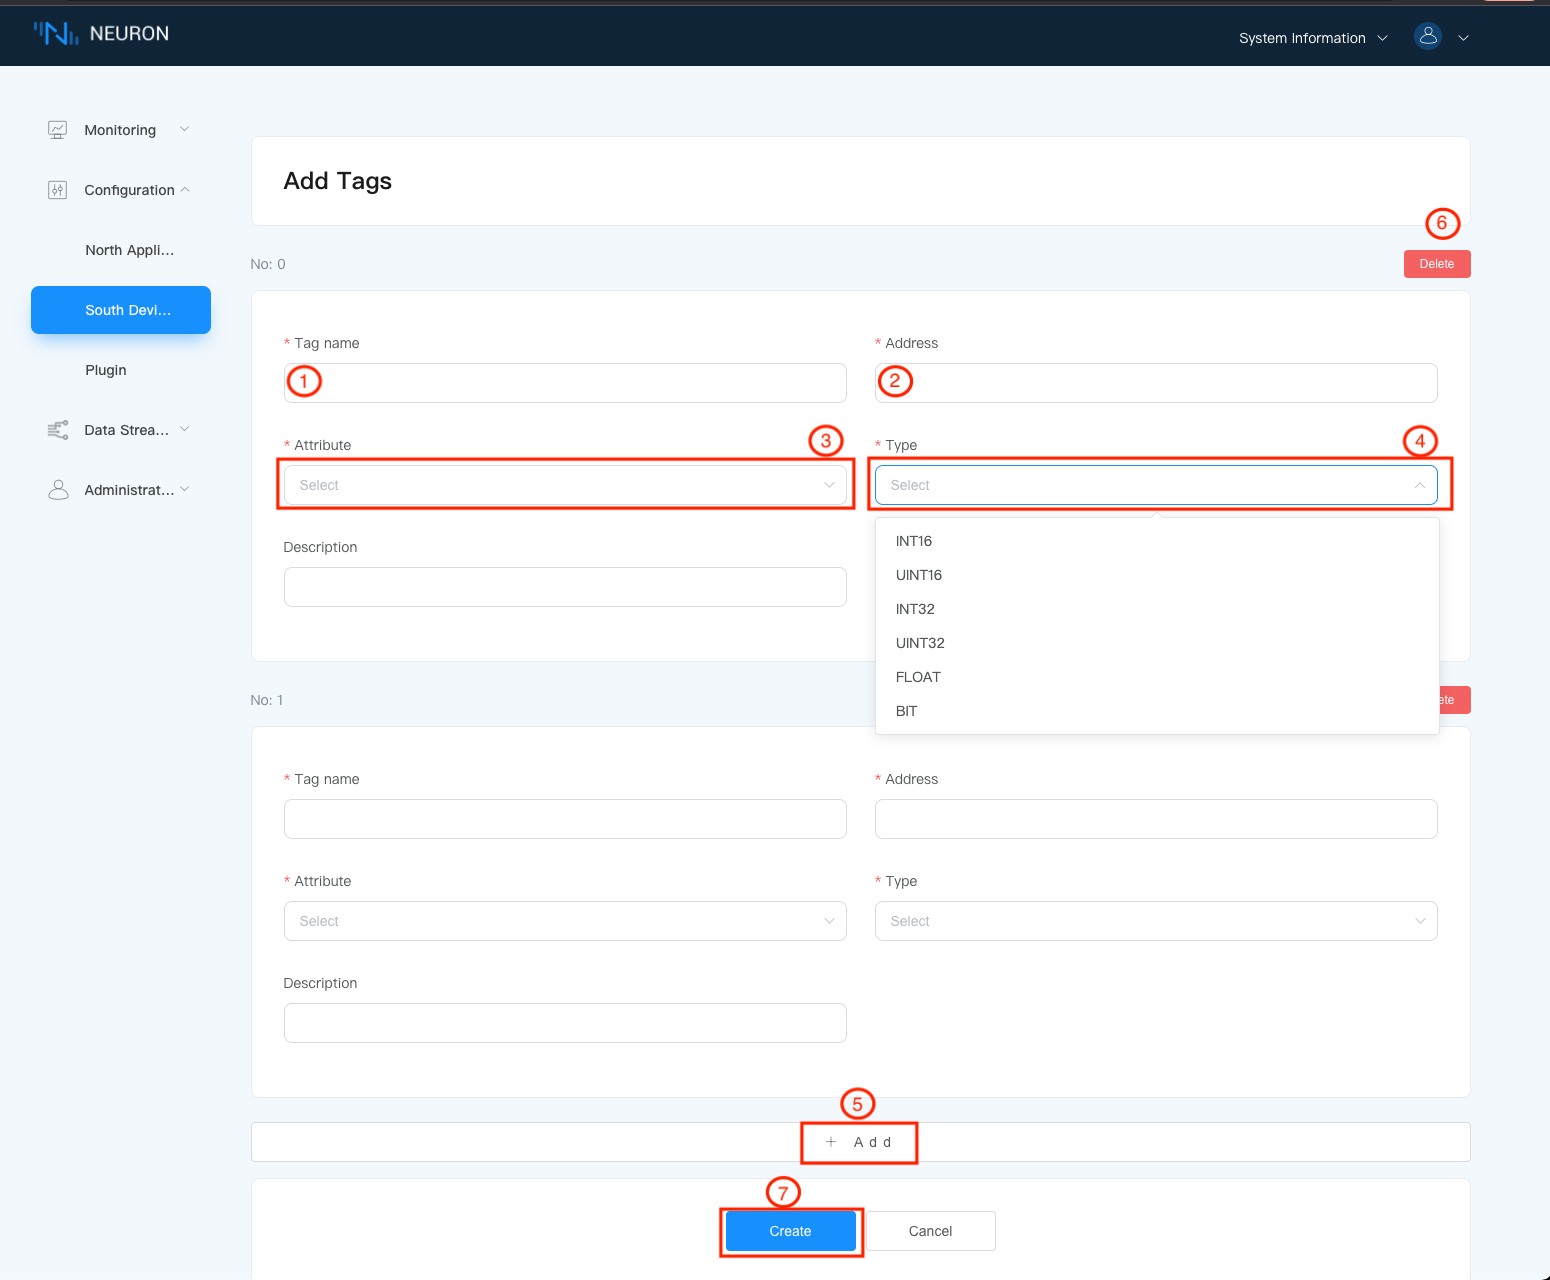 NEURON
System Information
Monitoring
Configuration
North Appli...
South Devi...
Plugin
Data Strea...
Administrat...
Add Tags
6
No: 0
Delete
* Tag name
* Address
1
2
* Attribute
3
* Type
4
Select
Select
INT16
UINT16
INT32
UINT32
FLOAT
BIT
Description
No: 1
ete
* Tag name
* Address
* Attribute
* Type
Select
Select
Description
5
+ Add
7
Create
Cancel